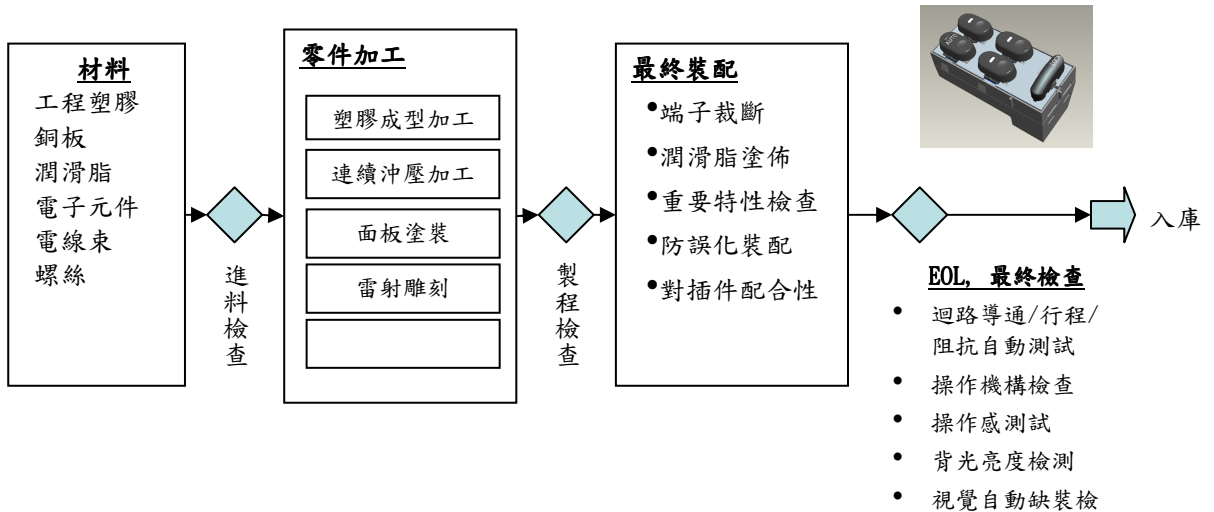 材料
工程塑膠
銅板
潤滑脂
電子元件
電線束
螺絲
進料檢查
零件加工
塑膠成型加工
連續沖壓加工
面板塗裝
雷射雕刻
製程檢查
最終裝配
•端子裁斷
•潤滑脂塗佈
•重要特性檢查
•防誤化裝配
•對插件配合性
AUTO
入庫
EOL, 最終檢查
• 迴路導通/行程/
阻抗自動測試
• 操作機構檢查
• 操作感測試
• 背光亮度檢測
• 視覺自動缺裝檢